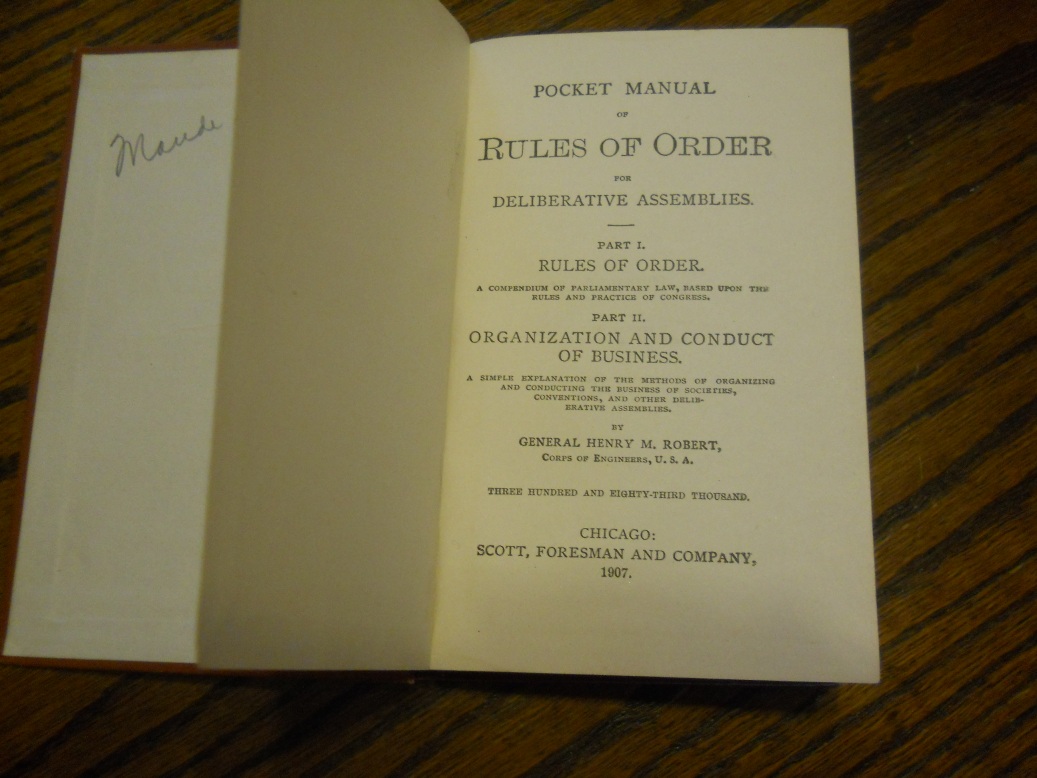 Maude
POCKET MANUAL
OF
RULES OF ORDER
FOR
DELIBERATIVE ASSEMBLIES.
PART I.
RULES OF ORDER.
A COMPENDIUM OF PARLIAMENTARY LAW, BASED UPON THE
RULES AND PRACTICE OF CONGRESS.
PART II.
ORGANIZATION AND CONDUCT
OF BUSINESS.
A SIMPLE EXPLANATION OF THE METHODS OF ORGANIZING
AND CONDUCTING THE BUSINESS OF SOCIETIES,
CONVENTIONS, AND OTHER DELIB-
ERATIVE ASSEMBLIES.
BY
GENERAL HENRY M. ROBERT,
CORPS OF ENGINEERS, U. S. A.
THREE HUNDRED AND EIGHTY-THIRD THOUSAND.
CHICAGO:
SCOTT, FORESMAN AND COMPANY,
1907.